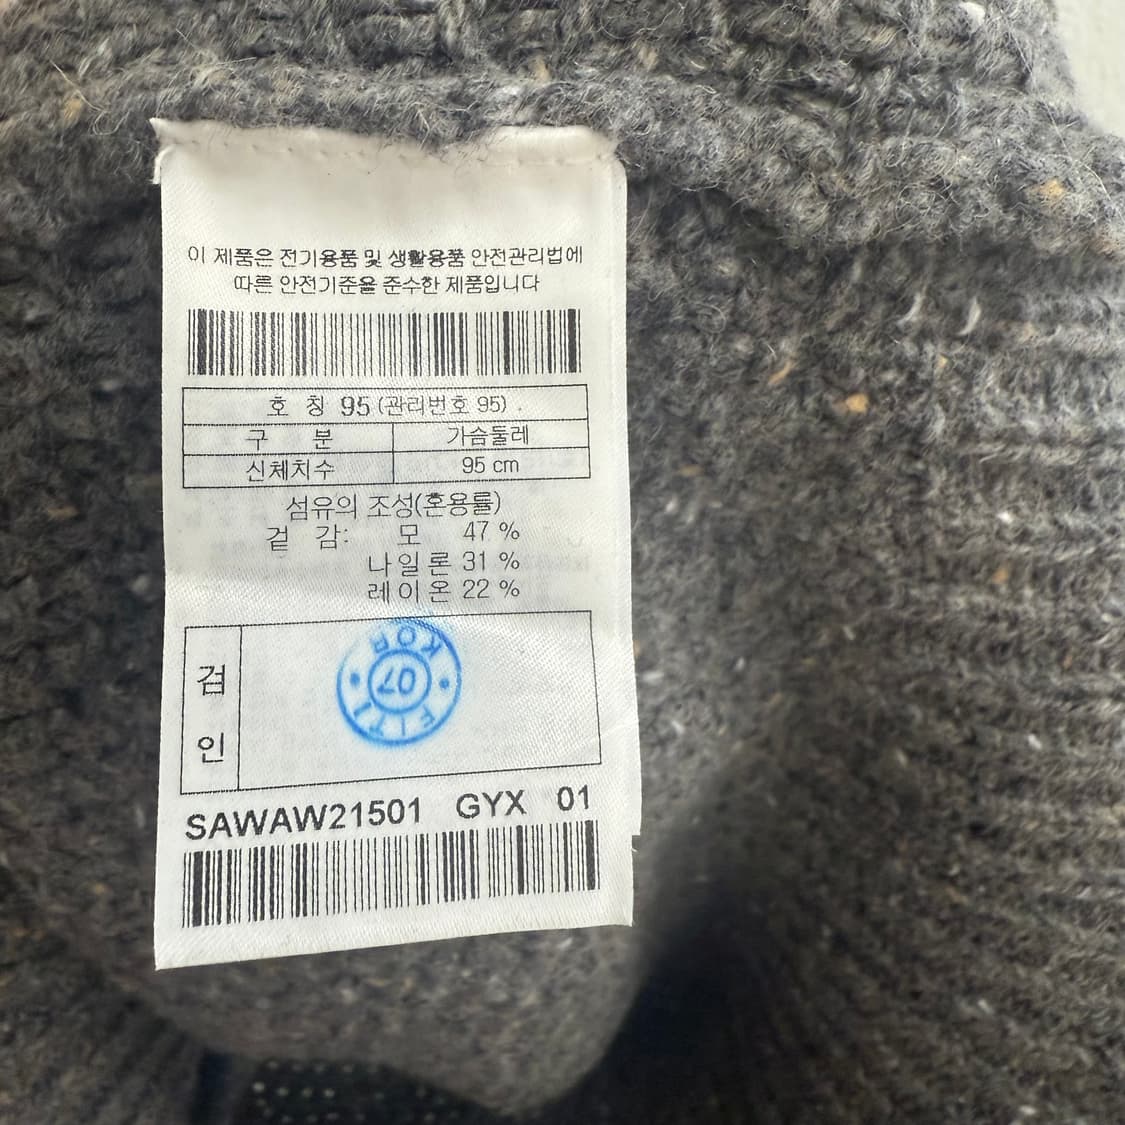 이 제품은 전기용품 및 생활용품 안전관리법에
따른 안전기준을 준수한 제품입니다
호 칭 95 (관리번호 95) .
구 분 가슴둘레
신체치수 95 cm
섬유의 조성(혼용률)
겉 감: 모 47 %
나일론 31 %
레이온 22 %
검인
KOR
07
FITI
SAWAW21501 GYX 01